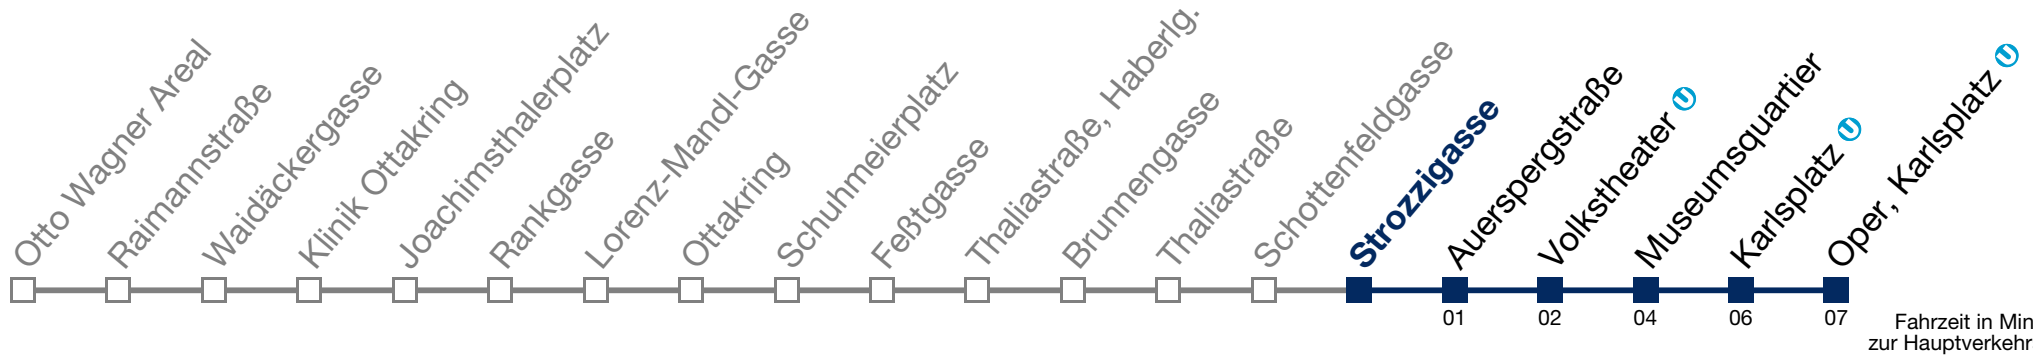 Otto Wagner Areal
Raimannstraße
Waidäckergasse
Klinik Ottakring
Joachimsthalerplatz
Rankgasse
Lorenz-Mandl-Gasse
Ottakring
Schuhmeierplatz
Feßtgasse
Thaliastraße, Haberlg.
Brunnengasse
Thaliastraße
Schottenfeldgasse
Strozzigasse
Auerspergstraße
Volkstheater U
Museumsquartier
Karlsplatz U
Oper, Karlsplatz U
01 02 04 06 07
Fahrzeit in Min
zur Hauptverkehr